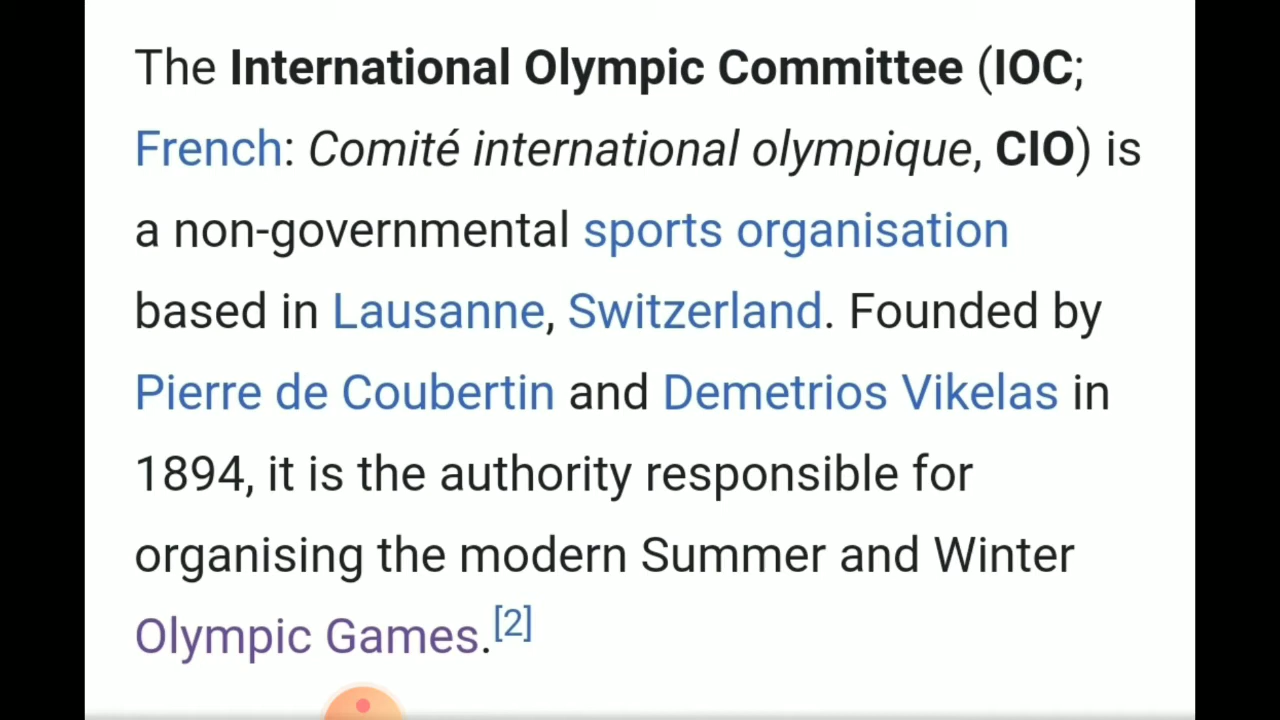 The International Olympic Committee (IOC;
French: Comité international olympique, CIO) is
a non-governmental sports organisation
based in Lausanne, Switzerland. Founded by
Pierre de Coubertin and Demetrios Vikelas in
1894, it is the authority responsible for
organising the modern Summer and Winter
Olympic Games.[2]